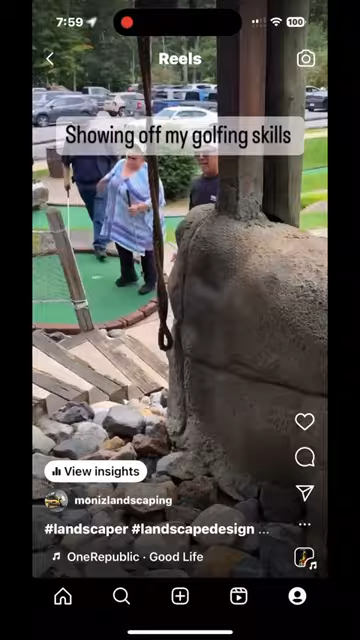 7:59
100
Reels
Showing off my golfing skills
View insights
monizlandscaping
#landscaper #landscapedesign ...
OneRepublic · Good Life